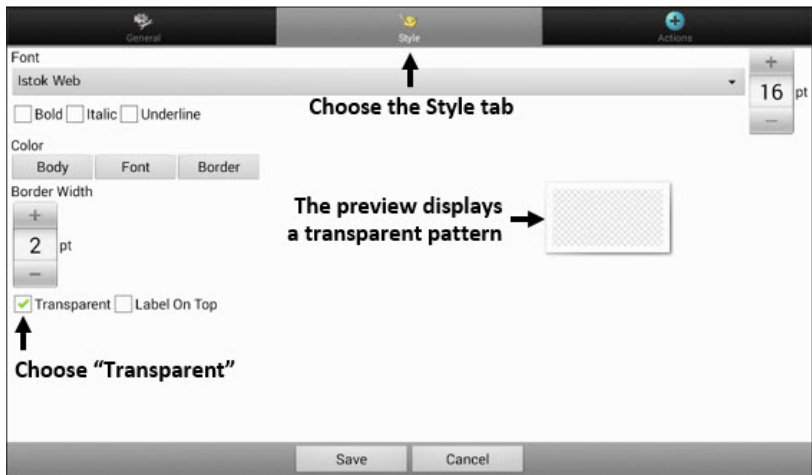 General
Style
Actions
Font
Istok Web
Bold Italic Underline
Choose the Style tab
+
16 pt
−
Color
Body Font Border
Border Width
+
2 pt
−
The preview displays
a transparent pattern
Transparent Label On Top
Choose “Transparent”
Save Cancel